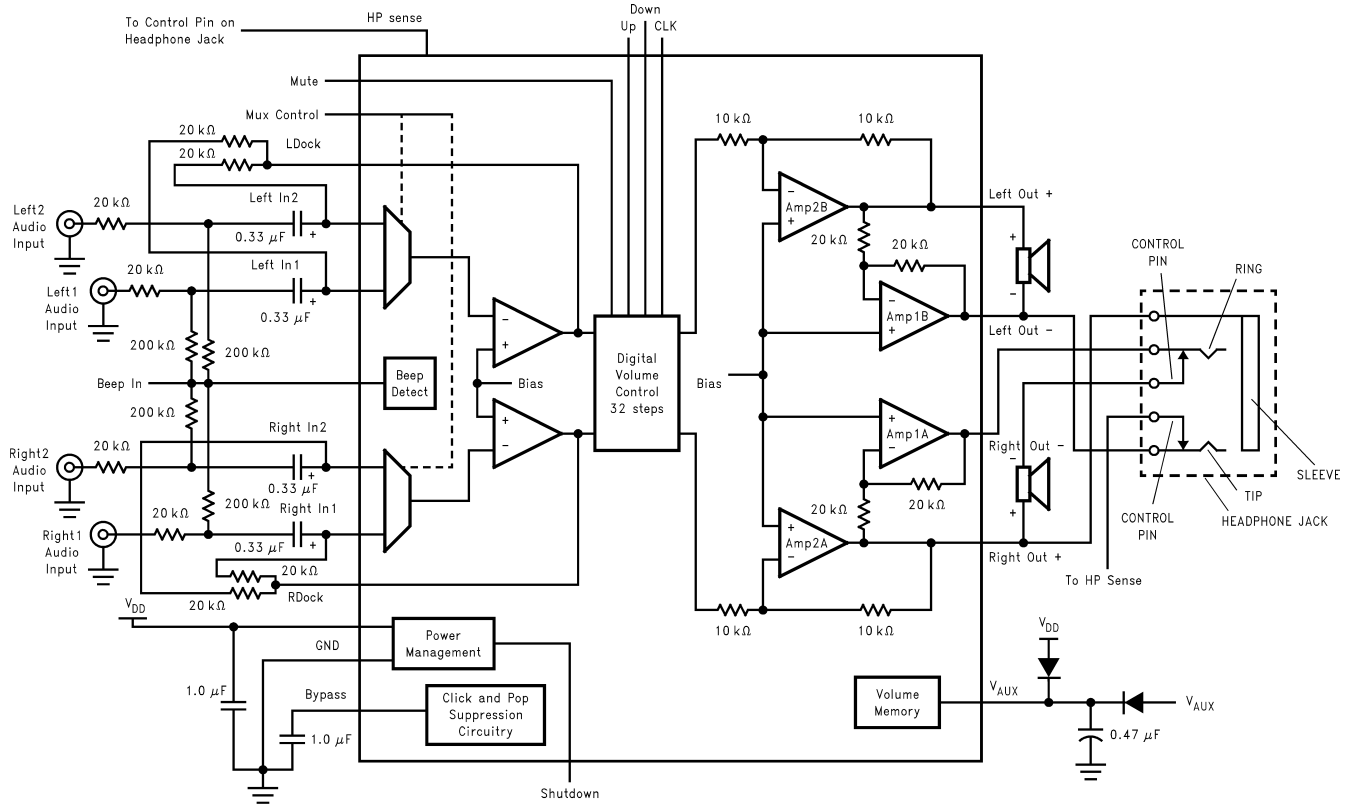 Down
Up
CLK
HP sense
To Control Pin on
Headphone Jack
Mute
Mux Control
20 kΩ
LDock
20 kΩ
10 kΩ
10 kΩ
Left In2
20 kΩ
Left2
Audio
Input
0.33 µF
+
Left In1
20 kΩ
Left1
Audio
Input
0.33 µF
+
200 kΩ
200 kΩ
Beep In
200 kΩ
Beep
Detect
-
+
Bias
+
-
Digital
Volume
Control
32 steps
Bias
-
Amp2B
+
20 kΩ
20 kΩ
-
Amp1B
+
Left Out +
+
-
Left Out -
CONTROL
PIN
RING
+
Amp1A
-
20 kΩ
20 kΩ
+
Amp2A
-
Right Out -
-
+
Right Out +
SLEEVE
TIP
CONTROL
PIN
HEADPHONE JACK
To HP Sense
Right In2
20 kΩ
Right2
Audio
Input
0.33 µF
+
Right In1
200 kΩ
20 kΩ
Right1
Audio
Input
0.33 µF
+
20 kΩ
20 kΩ
RDock
10 kΩ
10 kΩ
VDD
GND
Power
Management
1.0 µF
Bypass
Click and Pop
Suppression
Circuitry
1.0 µF
Shutdown
Volume
Memory
VAUX
VDD
VAUX
0.47 µF